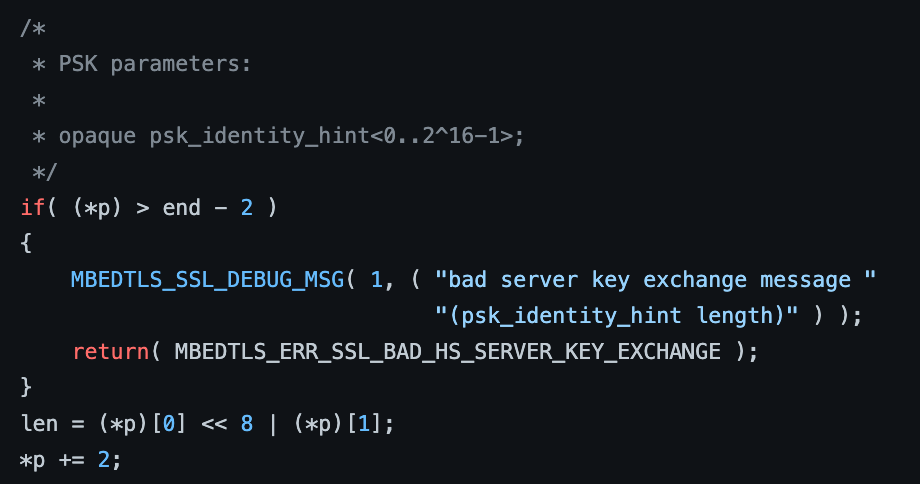 /*
 * PSK parameters:
 *
 * opaque psk_identity_hint<0..2^16-1>;
 */
if( (*p) > end - 2 )
{
    MBEDTLS_SSL_DEBUG_MSG( 1, ( "bad server key exchange message "
                                "(psk_identity_hint length)" ) );
    return( MBEDTLS_ERR_SSL_BAD_HS_SERVER_KEY_EXCHANGE );
}
len = (*p)[0] << 8 | (*p)[1];
*p += 2;